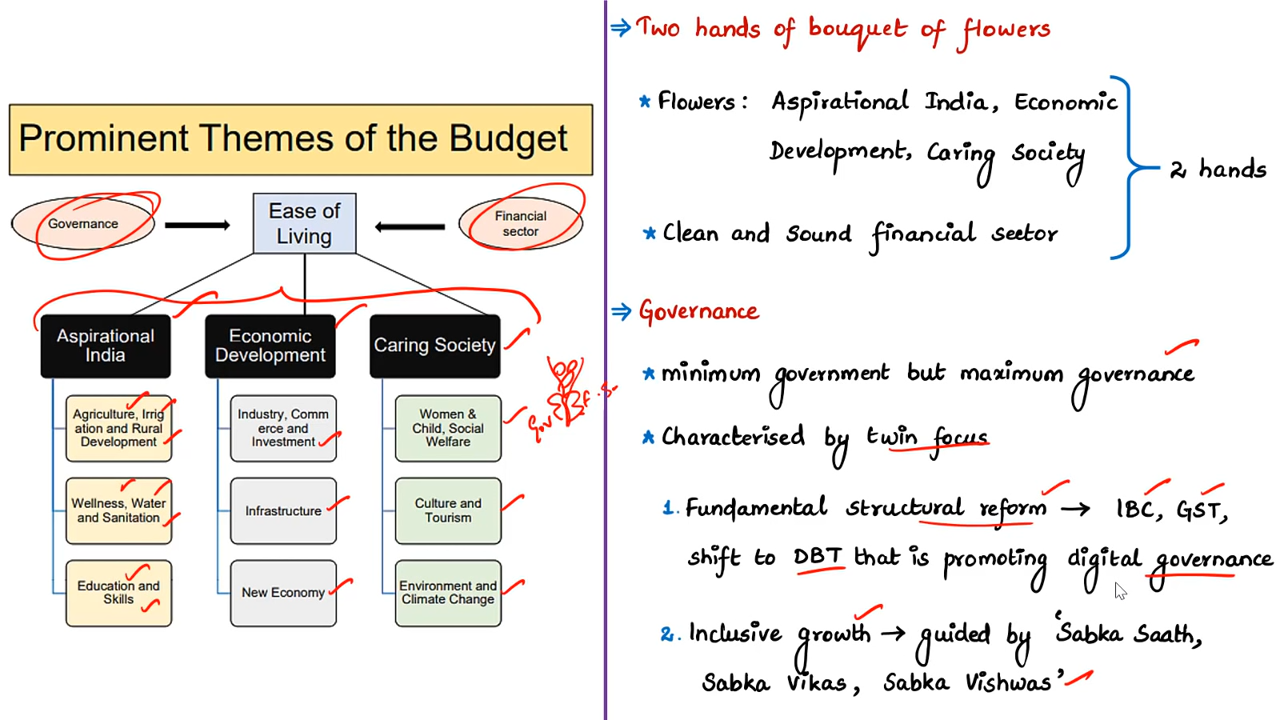 Prominent Themes of the Budget
Governance
Ease of
Living
Financial
sector
Aspirational
India
Economic
Development
Caring Society
Agriculture, Irrig
ation and Rural
Development
Industry, Comm
erce and
Investment
Women &
Child, Social
Welfare
Gov
F.S.
Wellness, Water
and Sanitation
Infrastructure
Culture and
Tourism
Education and
Skills
New Economy
Environment and
Climate Change
⇒ Two hands of bouquet of flowers
* Flowers: Aspirational India, Economic
Development, Caring Society
2 hands
* Clean and Sound financial sector
⇒ Governance
* minimum government but maximum governance
* Characterised by twin focus
1. Fundamental structural reform → IBC, GST,
shift to DBT that is promoting digital governance
2. Inclusive growth → guided by ‘Sabka Saath,
Sabka Vikas, Sabka Vishwas’